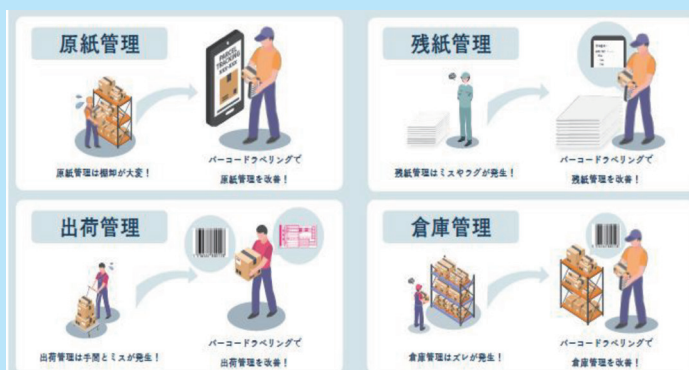 原紙管理
PARCEL
TRACKING
原紙管理は棚卸が大変！
バーコードラベリングで
原紙管理を改善！
残紙管理
残紙管理はミスやラグが発生！
バーコードラベリングで
残紙管理を改善！
出荷管理
出荷管理は手間とミスが発生！
バーコードラベリングで
出荷管理を改善！
倉庫管理
倉庫管理はズレが発生！
バーコードラベリングで
倉庫管理を改善！